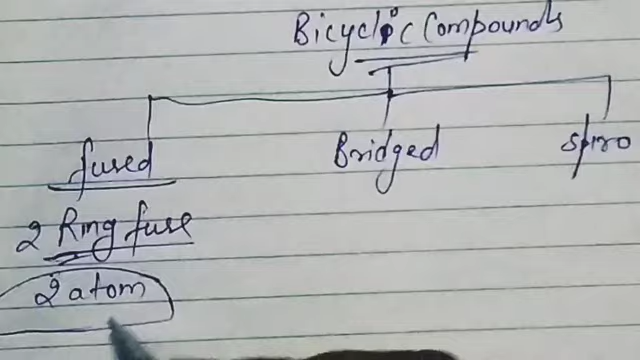 Bicyclic Compounds
fused Bridged Spiro
2 Ring fuse
2 atom